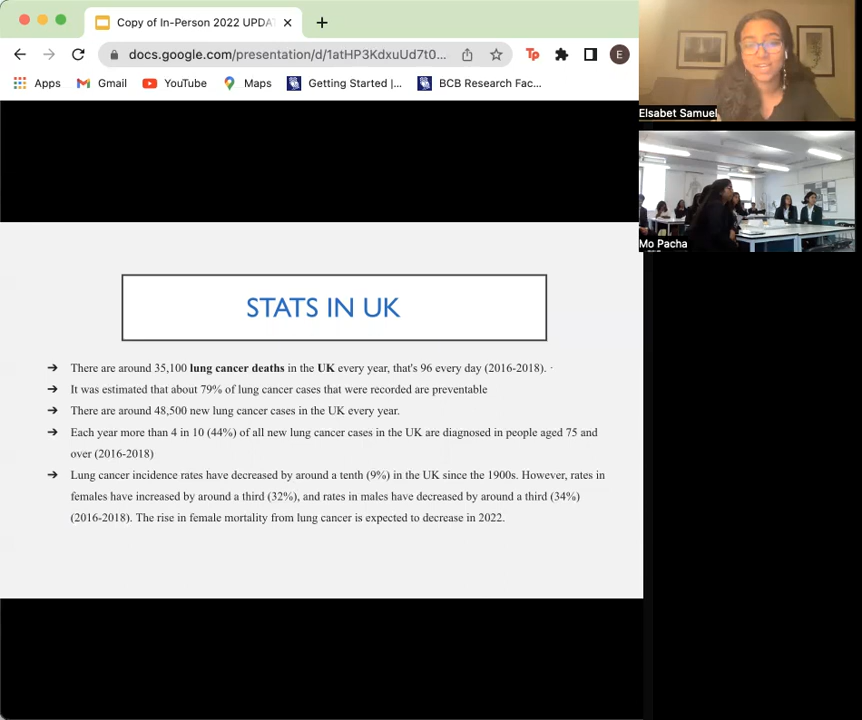 Copy of In-Person 2022 UPDA
docs.google.com/presentation/d/1atHP3KdxuUd7t0...
Tp
E
Apps
Gmail
YouTube
Maps
Getting Started |...
BCB Research Fac...
Elsabet Samuel
Mo Pacha
STATS IN UK
There are around 35,100 lung cancer deaths in the UK every year, that's 96 every day (2016-2018). ·
It was estimated that about 79% of lung cancer cases that were recorded are preventable
There are around 48,500 new lung cancer cases in the UK every year.
Each year more than 4 in 10 (44%) of all new lung cancer cases in the UK are diagnosed in people aged 75 and
over (2016-2018)
Lung cancer incidence rates have decreased by around a tenth (9%) in the UK since the 1900s. However, rates in
females have increased by around a third (32%), and rates in males have decreased by around a third (34%)
(2016-2018). The rise in female mortality from lung cancer is expected to decrease in 2022.